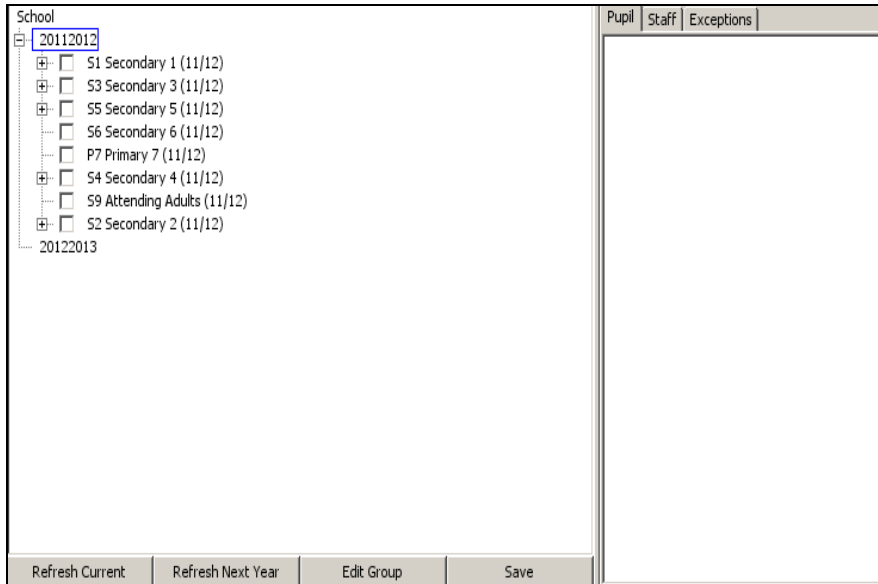 School
20112012
S1 Secondary 1 (11/12)
S3 Secondary 3 (11/12)
S5 Secondary 5 (11/12)
S6 Secondary 6 (11/12)
P7 Primary 7 (11/12)
S4 Secondary 4 (11/12)
S9 Attending Adults (11/12)
S2 Secondary 2 (11/12)
20122013
Refresh Current Refresh Next Year Edit Group Save
Pupil Staff Exceptions